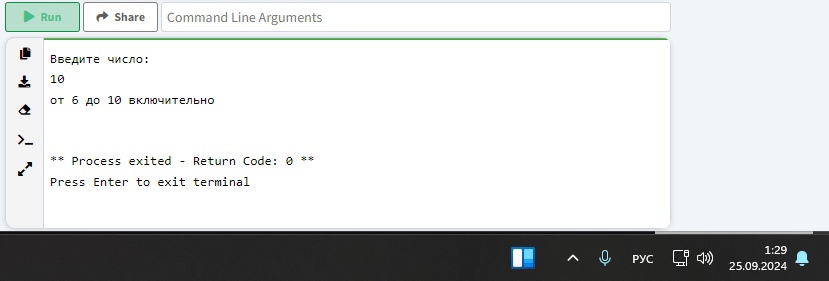 Run
Share
Command Line Arguments
Введите число:
10
от 6 до 10 включительно
** Process exited - Return Code: 0 **
Press Enter to exit terminal
РУС
1:29
25.09.2024